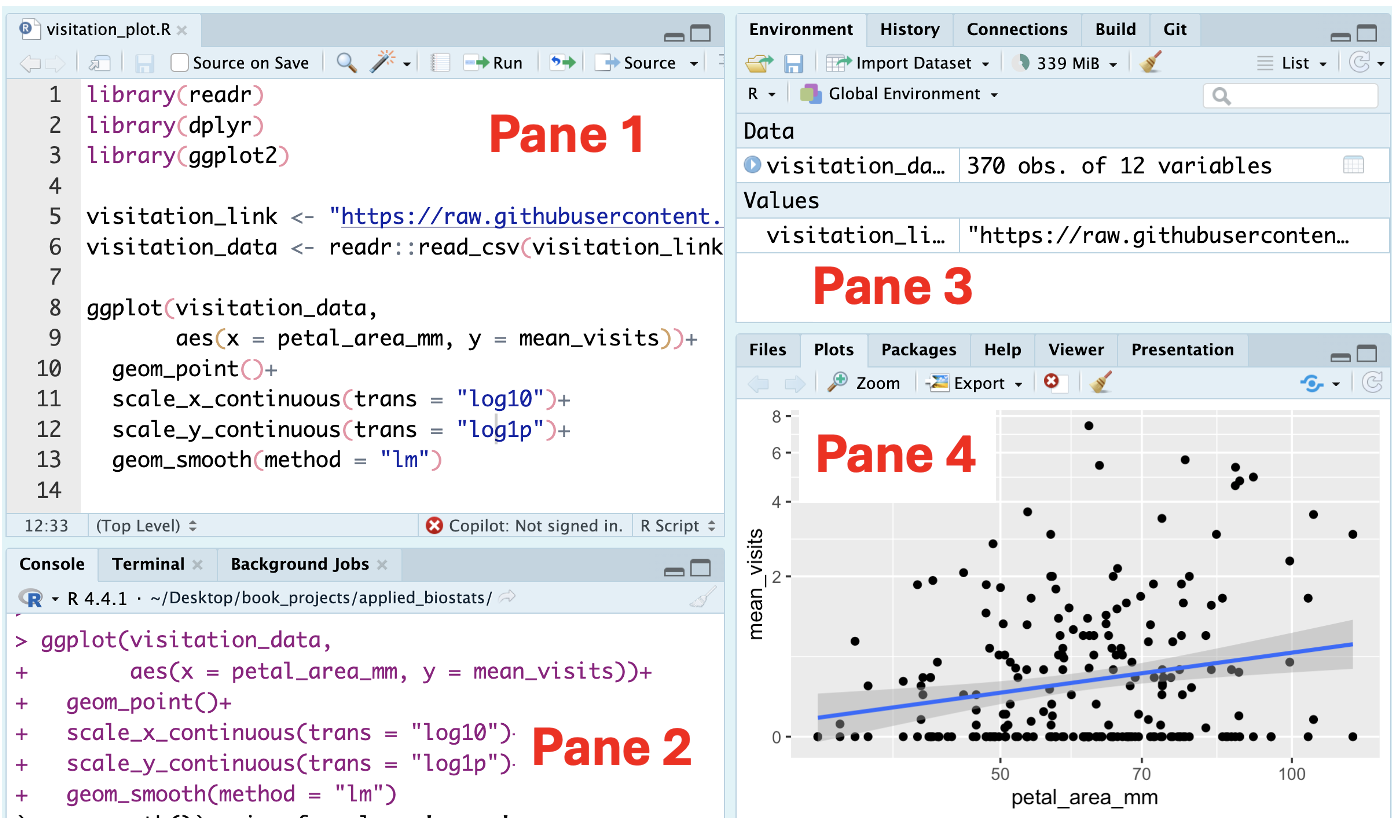 visitation_plot.R
Source on Save
Run
Source
1 library(readr)
2 library(dplyr)
3 library(ggplot2)
4
5 visitation_link <- "https://raw.githubusercontent.
6 visitation_data <- readr::read_csv(visitation_link
7
8 ggplot(visitation_data,
9 aes(x = petal_area_mm, y = mean_visits))+
10 geom_point()+
11 scale_x_continuous(trans = "log10")+
12 scale_y_continuous(trans = "log1p")+
13 geom_smooth(method = "lm")
14
Pane 1
12:33 (Top Level) Copilot: Not signed in. R Script
Console Terminal Background Jobs
R R 4.4.1 · ~/Desktop/book_projects/applied_biostats/
> ggplot(visitation_data,
+ aes(x = petal_area_mm, y = mean_visits))+
+ geom_point()+
+ scale_x_continuous(trans = "log10")
+ scale_y_continuous(trans = "log1p")
+ geom_smooth(method = "lm")
Pane 2
Environment History Connections Build Git
Import Dataset 339 MiB List
R Global Environment
Data
visitation_da… 370 obs. of 12 variables
Values
visitation_li… "https://raw.githubuserconten…
Pane 3
Files Plots Packages Help Viewer Presentation
Zoom Export
Pane 4
mean_visits
8
6
4
2
0
50 70 100
petal_area_mm